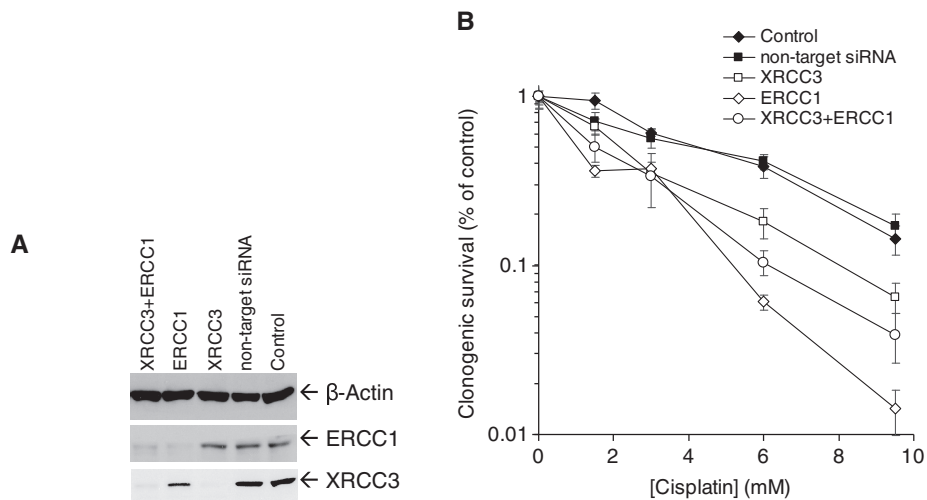 A
XRCC3+ERCC1
ERCC1
XRCC3
non-target siRNA
Control
← β-Actin
← ERCC1
← XRCC3
B
Control
non-target siRNA
XRCC3
ERCC1
XRCC3+ERCC1
Clonogenic survival (% of control)
1
0.1
0.01
0 2 4 6 8 10
[Cisplatin] (mM)